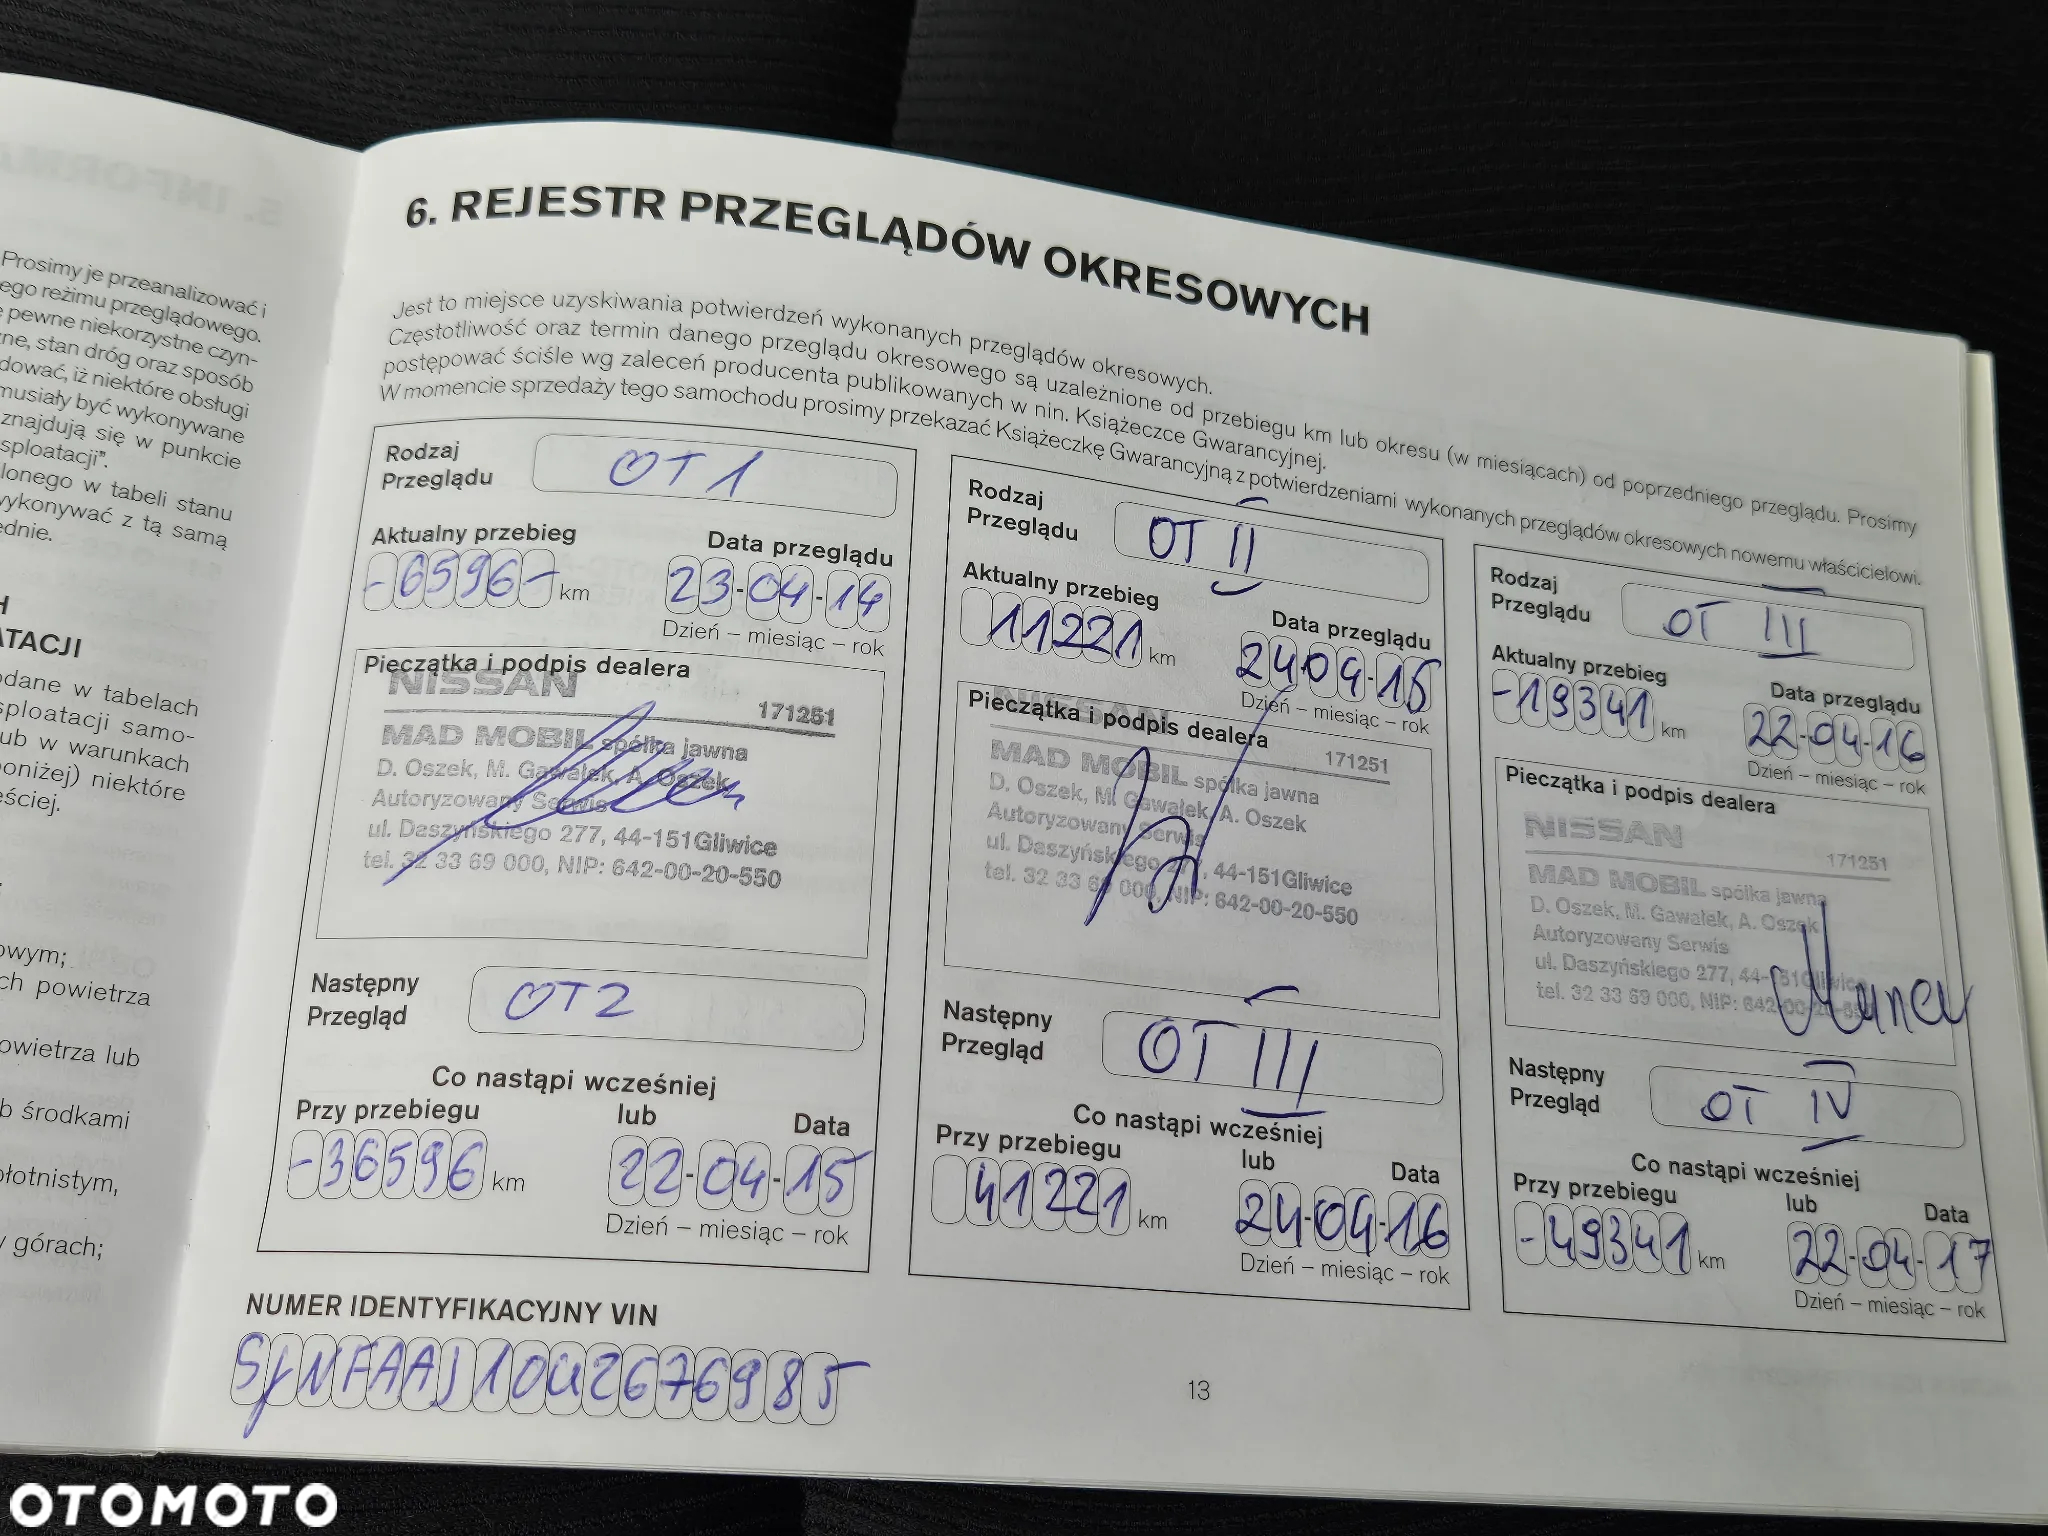 5. INFORMA
Prosimy je przeanalizować i
ego reżimu przeglądowego.
pewne niekorzystne czyn-
ne, stan dróg oraz sposób
dować, iż niektóre obsługi
musiały być wykonywane
znajdują się w punkcie
sploatacji".
lonego w tabeli stanu
wykonywać z tą samą
ednie.
H
ATACJI
odane w tabelach
sploatacji samo-
ub w warunkach
poniżej) niektóre
ęściej.
owym;
ch powietrza
owietrza lub
b środkami
ołotnistym,
y górach;
6. REJESTR PRZEGLĄDÓW OKRESOWYCH
Jest to miejsce uzyskiwania potwierdzeń wykonanych przeglądów okresowych.
Częstotliwość oraz termin danego przeglądu okresowego są uzależnione od przebiegu km lub okresu (w miesiącach) od poprzedniego przeglądu. Prosimy
postępować ściśle wg zaleceń producenta publikowanych w nin. Książeczce Gwarancyjnej.
W momencie sprzedaży tego samochodu prosimy przekazać Książeczkę Gwarancyjną z potwierdzeniami wykonanych przeglądów okresowych nowemu właścicielowi.
Rodzaj
Przeglądu OT 1
Aktualny przebieg Data przeglądu
-6596- km 23-04-14
Dzień – miesiąc – rok
Pieczątka i podpis dealera
NISSAN
171251
MAD MOBIL spółka jawna
D. Oszek, M. Gawałek, A. Oszek
Autoryzowany Serwis
ul. Daszyńskiego 277, 44-151 Gliwice
tel. 32 33 69 000, NIP: 642-00-20-550
Następny
Przegląd OT2
Co nastąpi wcześniej
Przy przebiegu lub Data
-36596 km 22-04-15
Dzień – miesiąc – rok
Rodzaj
Przeglądu OT II
Aktualny przebieg Data przeglądu
11221 km 24-04-15
Dzień – miesiąc – rok
Pieczątka i podpis dealera
NISSAN
171251
MAD MOBIL spółka jawna
D. Oszek, M. Gawałek, A. Oszek
Autoryzowany Serwis
ul. Daszyńskiego 277, 44-151 Gliwice
tel. 32 33 69 000, NIP: 642-00-20-550
Następny
Przegląd OT III
Co nastąpi wcześniej
Przy przebiegu lub Data
41221 km 24-04-16
Dzień – miesiąc – rok
Rodzaj
Przeglądu OT III
Aktualny przebieg Data przeglądu
-19341 km 22-04-16
Dzień – miesiąc – rok
Pieczątka i podpis dealera
NISSAN
171251
MAD MOBIL spółka jawna
D. Oszek, M. Gawałek, A. Oszek
Autoryzowany Serwis
ul. Daszyńskiego 277, 44-151 Gliwice
tel. 32 33 69 000, NIP: 642-00-20-550
Następny
Przegląd OT IV
Co nastąpi wcześniej
Przy przebiegu lub Data
-49341 km 22-04-17
Dzień – miesiąc – rok
NUMER IDENTYFIKACYJNY VIN
SJNFAAJ10U2676985
13
OTOMOTO